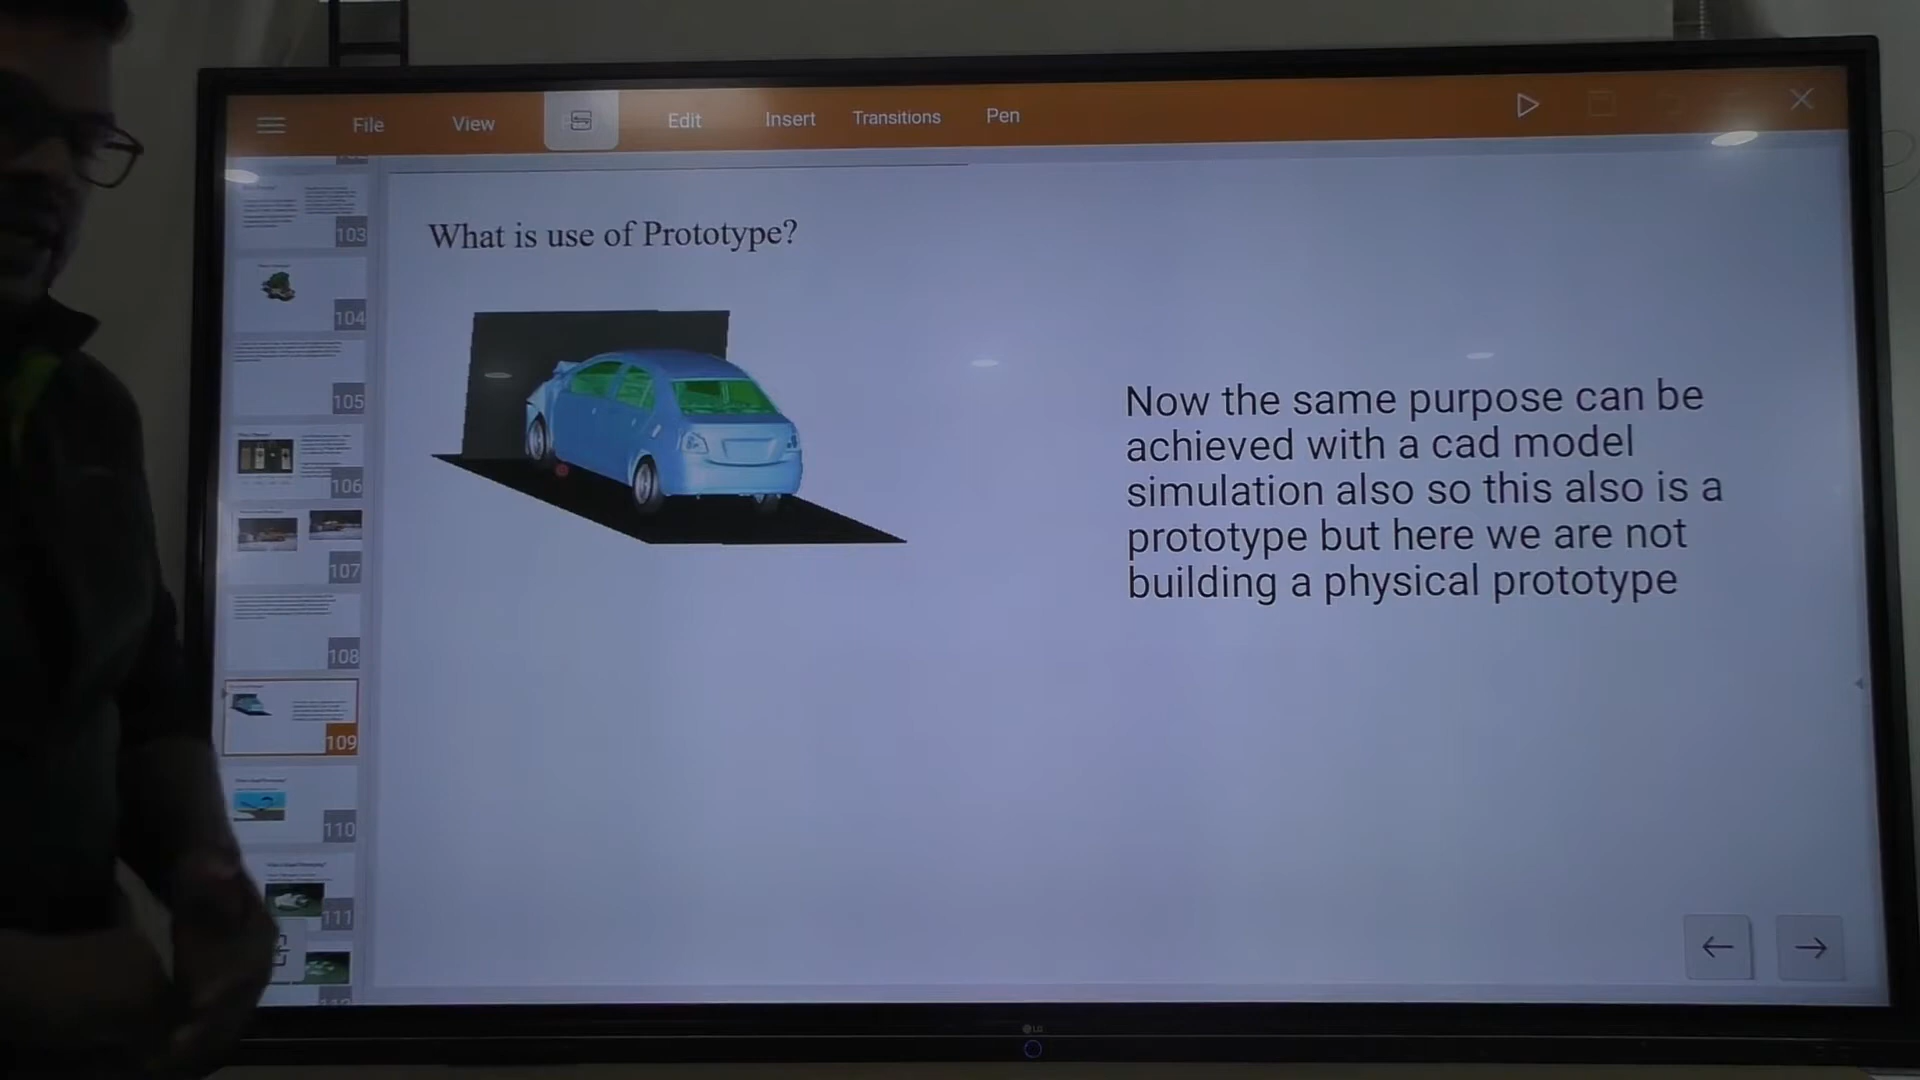 File View Edit Insert Transitions Pen
103
What is use of Prototype?
104
105
Now the same purpose can be
achieved with a cad model
simulation also so this also is a
prototype but here we are not
building a physical prototype
106
107
108
109
110
111
LG